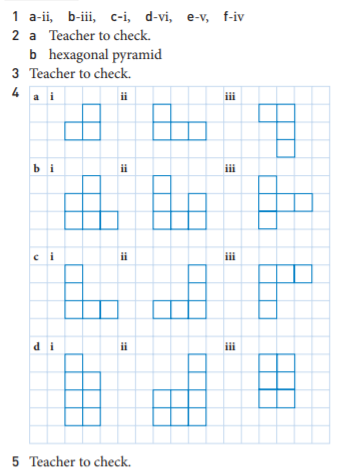 1 a-ii, b-iii, c-i, d-vi, e-v, f-iv
2 a Teacher to check.
b hexagonal pyramid
3 Teacher to check.
4 a i ii iii
b i ii iii
c i ii iii
d i ii iii
5 Teacher to check.